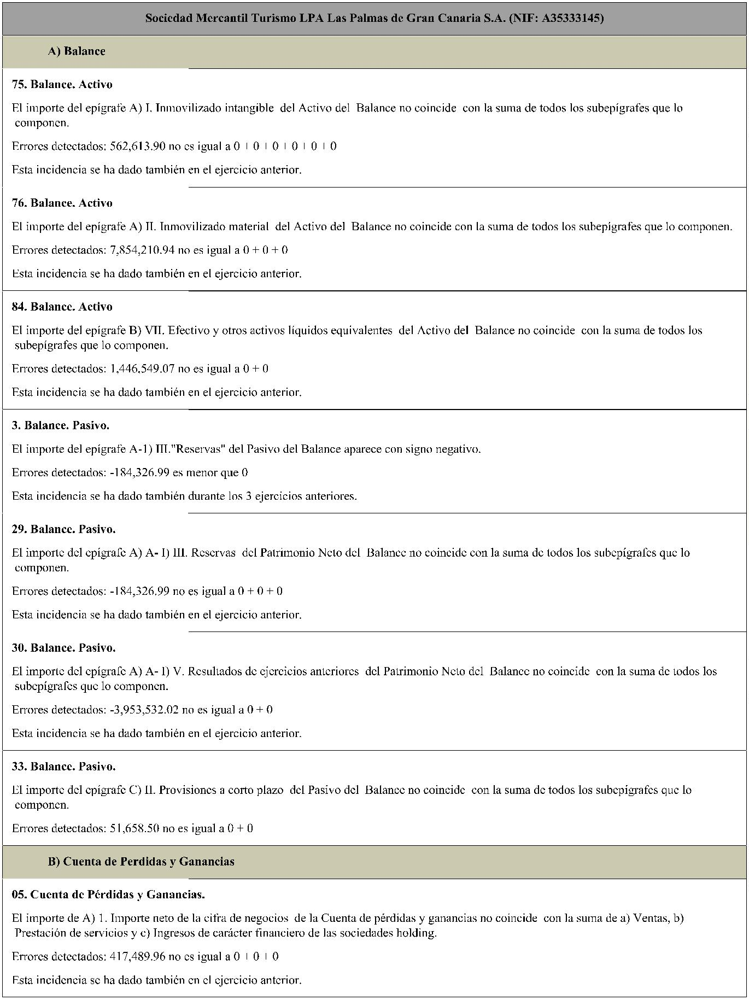 Sociedad Mercantil Turismo LPA Las Palmas de Gran Canaria S.A. (NIF: A35333145)
A) Balance
75. Balance. Activo
El importe del epígrafe A) I. Inmovilizado intangible del Activo del Balance no coincide con la suma de todos los subepígrafes que lo
componen.
Errores detectados: 562,613.90 no es igual a 0 + 0 + 0 + 0 + 0 + 0
Esta incidencia se ha dado también en el ejercicio anterior.
76. Balance. Activo
El importe del epígrafe A) II. Inmovilizado material del Activo del Balance no coincide con la suma de todos los subepígrafes que lo componen.
Errores detectados: 7,854,210.94 no es igual a 0 + 0 + 0
Esta incidencia se ha dado también en el ejercicio anterior.
84. Balance. Activo
El importe del epígrafe B) VII. Efectivo y otros activos líquidos equivalentes del Activo del Balance no coincide con la suma de todos los
subepígrafes que lo componen.
Errores detectados: 1,446,549.07 no es igual a 0 + 0
Esta incidencia se ha dado también en el ejercicio anterior.
3. Balance. Pasivo.
El importe del epígrafe A-1) III."Reservas" del Pasivo del Balance aparece con signo negativo.
Errores detectados: -184,326.99 es menor que 0
Esta incidencia se ha dado también durante los 3 ejercicios anteriores.
29. Balance. Pasivo.
El importe del epígrafe A) A- I) III. Reservas del Patrimonio Neto del Balance no coincide con la suma de todos los subepígrafes que lo
componen.
Errores detectados: -184,326.99 no es igual a 0 + 0 + 0
Esta incidencia se ha dado también en el ejercicio anterior.
30. Balance. Pasivo.
El importe del epígrafe A) A- I) V. Resultados de ejercicios anteriores del Patrimonio Neto del Balance no coincide con la suma de todos los
subepígrafes que lo componen.
Errores detectados: -3,953,532.02 no es igual a 0 + 0
Esta incidencia se ha dado también en el ejercicio anterior.
33. Balance. Pasivo.
El importe del epígrafe C) II. Provisiones a corto plazo del Pasivo del Balance no coincide con la suma de todos los subepígrafes que lo
componen.
Errores detectados: 51,658.50 no es igual a 0 + 0
B) Cuenta de Perdidas y Ganancias
05. Cuenta de Pérdidas y Ganancias.
El importe de A) 1. Importe neto de la cifra de negocios de la Cuenta de pérdidas y ganancias no coincide con la suma de a) Ventas, b)
Prestación de servicios y c) Ingresos de carácter financiero de las sociedades holding.
Errores detectados: 417,489.96 no es igual a 0 + 0 + 0
Esta incidencia se ha dado también en el ejercicio anterior.